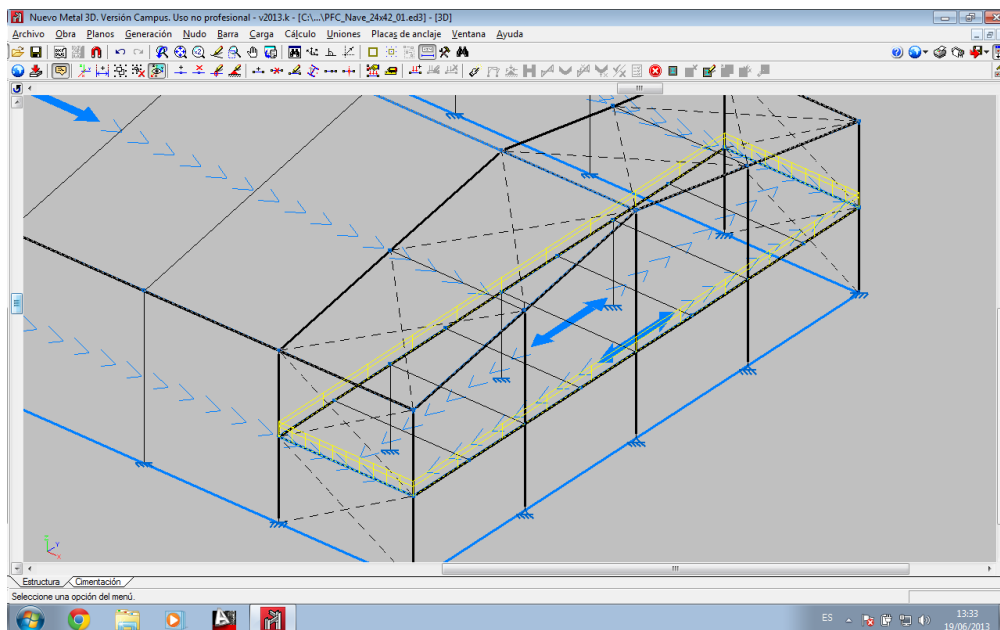 Nuevo Metal 3D. Versión Campus. Uso no profesional - v2013.k - [C:\...\PFC_Nave_24x42_01.ed3] - [3D]
Archivo Obra Planos Generación Nudo Barra Carga Cálculo Uniones Placas de anclaje Ventana Ayuda
Z Y
X
Estructura Cimentación
Seleccione una opción del menú.
ES 13:33
19/06/2013